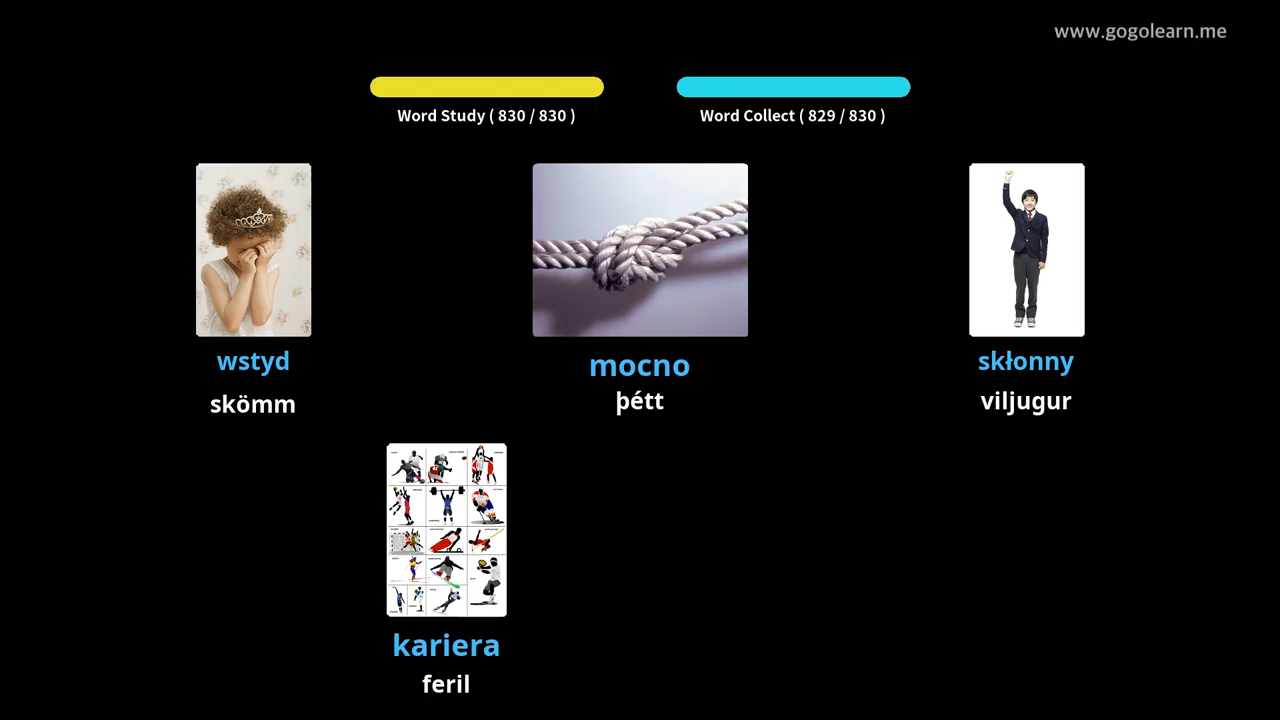 www.gogolearn.me
Word Study ( 830 / 830 )
Word Collect ( 829 / 830 )
wstyd
mocno
skłonny
skömm
þétt
viljugur
kariera
feril